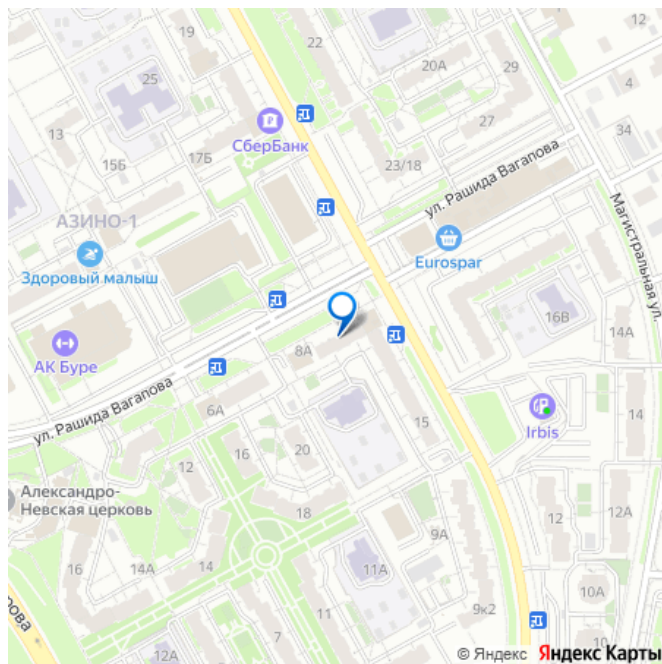 19
22
25
20А
29
4
СберБанк
13
27
34
15Б
17Б
23/18
ул. Рашида Вагапова
АЗИНО-1
Магистральная ул.
Здоровый малыш
Eurospar
16В
14А
АК Буре
8А
ул. Рашида Вагапова
6А
15
Irbis
14
16
20
12
Александро-
Невская церковь
18
12
12А
9А
16
14А
14
11А
10А
9к2
7
11
10
12А
рова
© Яндекс Яндекс Карты